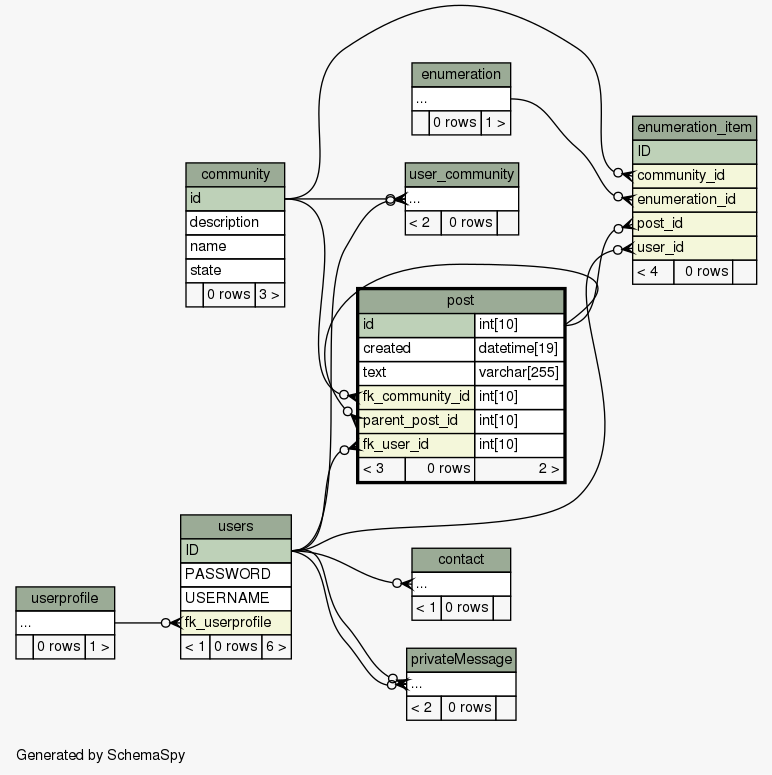 enumeration
...
0 rows 1 >
enumeration_item
ID
community_id
enumeration_id
post_id
user_id
< 4 0 rows
community
id
description
name
state
0 rows 3 >
user_community
...
< 2 0 rows
post
id int[10]
created datetime[19]
text varchar[255]
fk_community_id int[10]
parent_post_id int[10]
fk_user_id int[10]
< 3 0 rows 2 >
users
ID
PASSWORD
USERNAME
fk_userprofile
< 1 0 rows 6 >
userprofile
...
0 rows 1 >
contact
...
< 1 0 rows
privateMessage
...
< 2 0 rows
Generated by SchemaSpy